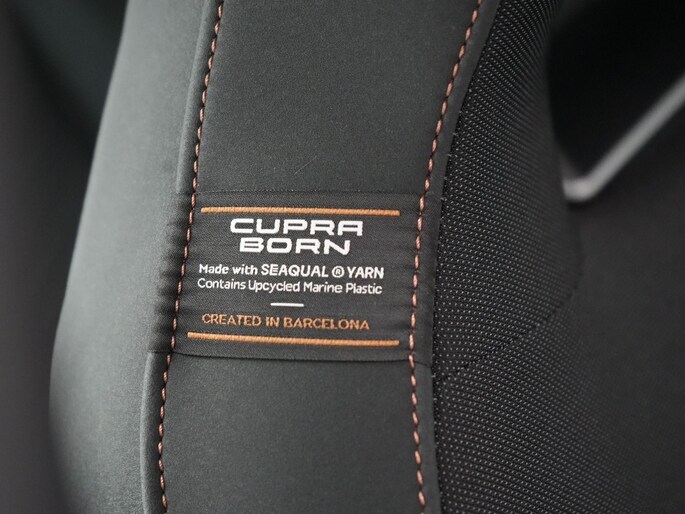 CUPRA
BORN
Made with SEAQUAL ® YARN
Contains Upcycled Marine Plastic
CREATED IN BARCELONA